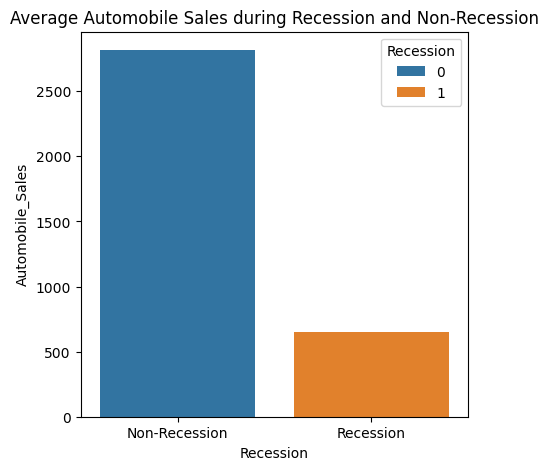 Average Automobile Sales during Recession and Non-Recession
Recession
0
1
2500
2000
1500
1000
500
0
Automobile_Sales
Non-Recession
Recession
Recession